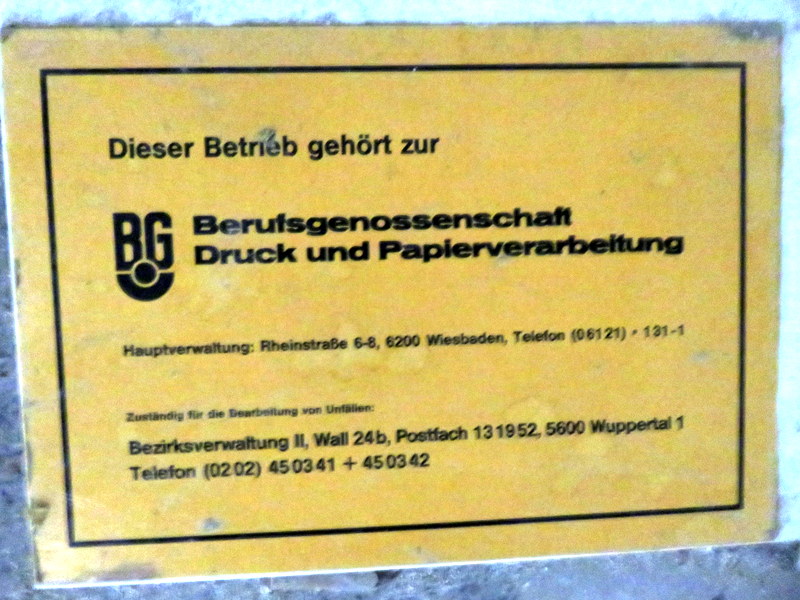 Dieser Betrieb gehört zur
BG Berufsgenossenschaft
Druck und Papierverarbeitung
Hauptverwaltung: Rheinstraße 6-8, 6200 Wiesbaden, Telefon (06121) · 131-1
Zuständig für die Bearbeitung von Unfällen:
Bezirksverwaltung II, Wall 24b, Postfach 131952, 5600 Wuppertal 1
Telefon (0202) 450341 + 450342